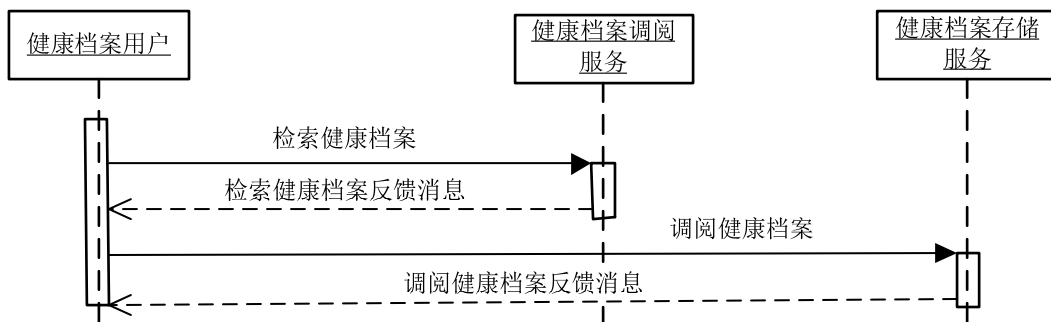 健康档案用户
健康档案调阅
服务
健康档案存储
服务
检索健康档案
检索健康档案反馈消息
调阅健康档案
调阅健康档案反馈消息